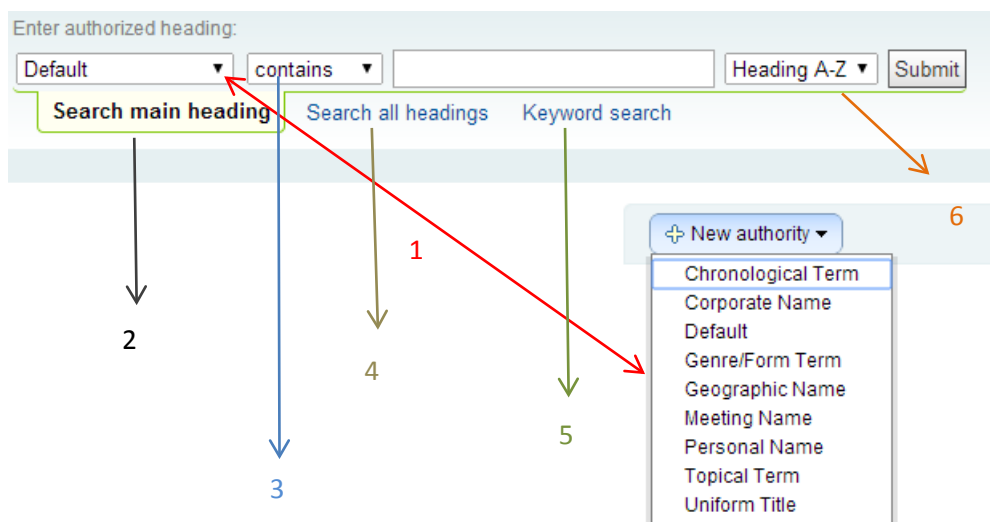 Enter authorized heading:
Default contains Heading A-Z Submit
Search main heading Search all headings Keyword search
6
New authority
1
Chronological Term
Corporate Name
2
Default
Genre/Form Term
4
Geographic Name
Meeting Name
5
Personal Name
Topical Term
3
Uniform Title